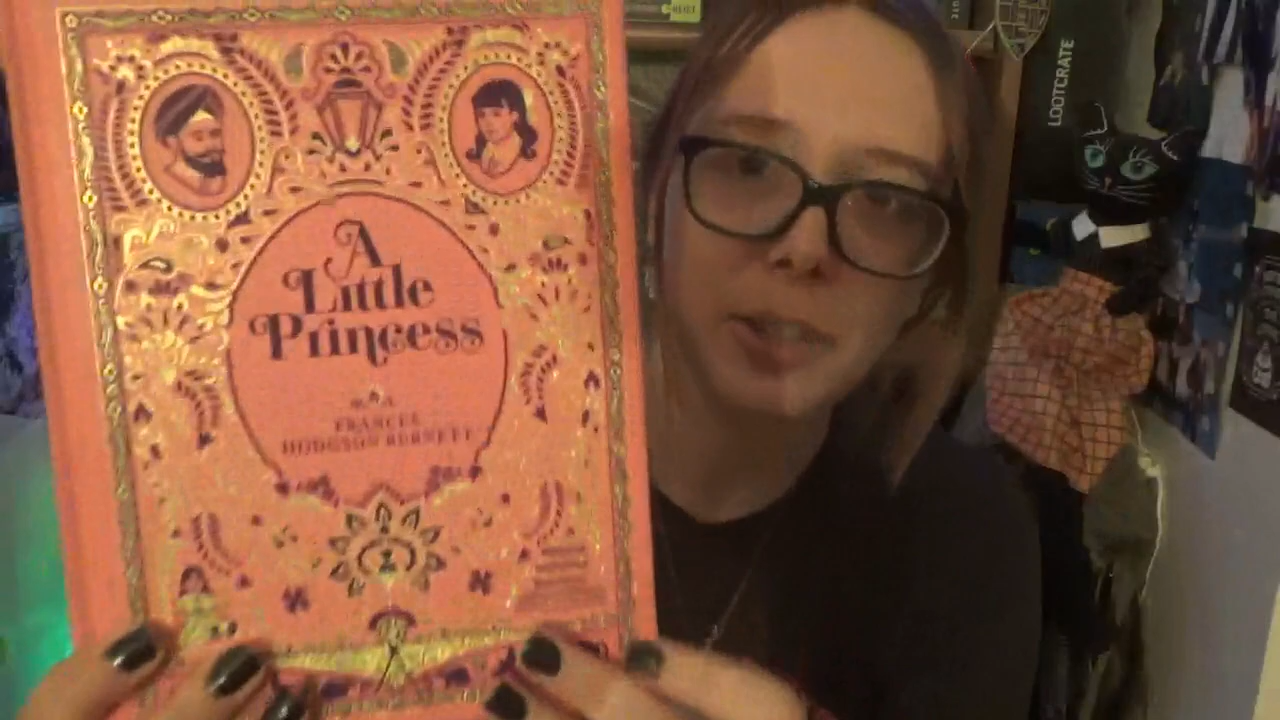 A
Little
Princess
FRANCES
HODGSON BURNETT
LOOTCRATE